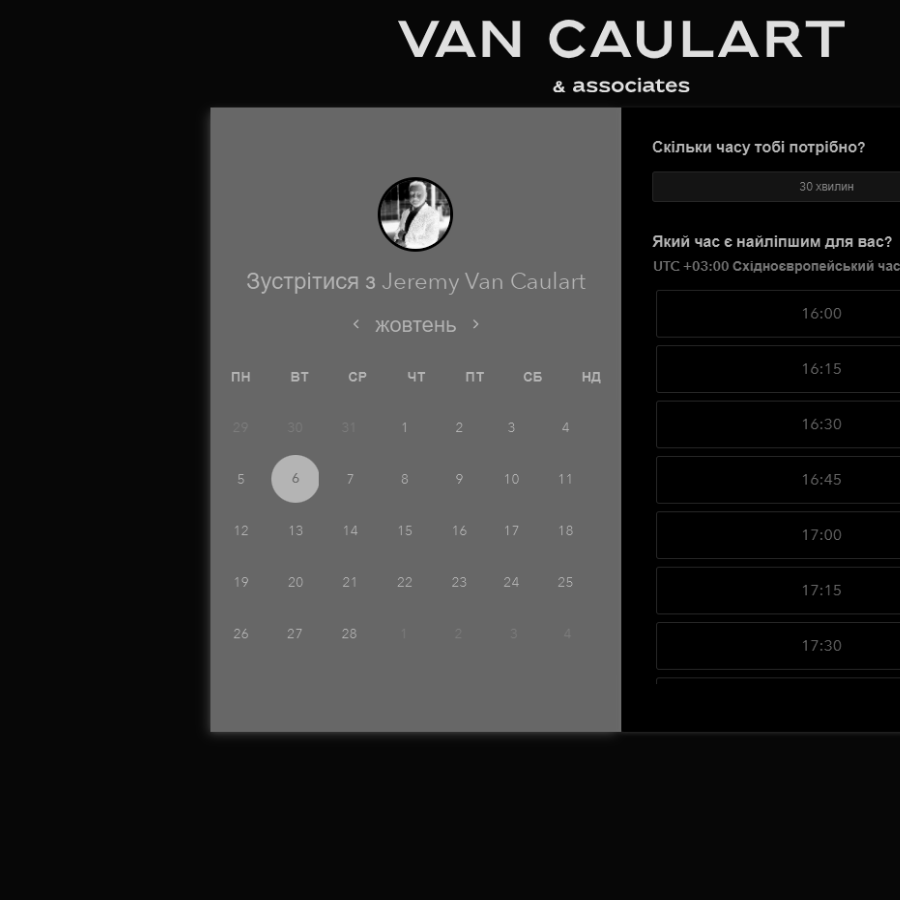 VAN CAULART
& associates
Зустрітися з Jeremy Van Caulart
жовтень
ПН ВТ СР ЧТ ПТ СБ НД
29 30 31 1 2 3 4
5 6 7 8 9 10 11
12 13 14 15 16 17 18
19 20 21 22 23 24 25
26 27 28 1 2 3 4
Скільки часу тобі потрібно?
30 хвилин
Який час є найліпшим для вас?
UTC +03:00 Східноєвропейський час
16:00
16:15
16:30
16:45
17:00
17:15
17:30